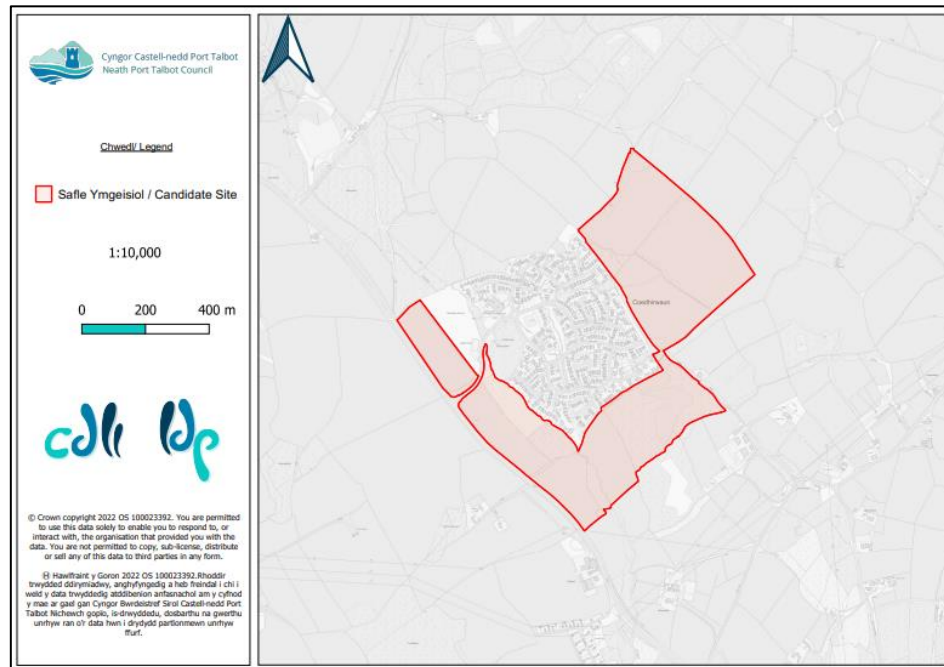 Cyngor Castell-nedd Port Talbot
Neath Port Talbot Council
Chwedl/ Legend
Safle Ymgeisiol / Candidate Site
1:10,000
0 200 400 m
cdll ldp
© Crown copyright 2022 OS 100023392. You are permitted
to use this data solely to enable you to respond to, or
interact with, the organisation that provided you with the
data. You are not permitted to copy, sub-license, distribute
or sell any of this data to third parties in any form.
Hawlfraint y Goron 2022 OS 100023392.Rhoddir
trwydded ddirymiadwy, anghyfyngedig a heb freindal i chi i
weld y data trwyddedig atddibenion anfasnachol am y cyfnod
y mae ar gael gan Cyngor Bwrdeistref Sirol Castell-nedd Port
Talbot Nichewch gopïo, is-drwyddedu, dosbarthu na gwerthu
unrhyw ran o'r data hwn i drydydd partïonmewn unrhyw
ffurf.
Coedhirwaun